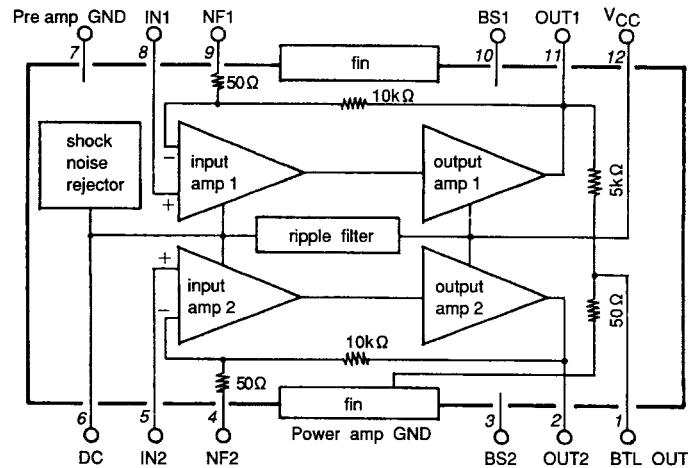 Pre amp GND IN1 NF1 BS1 OUT1 VCC
7 8 9 10 11 12
fin
50Ω
10kΩ
shock
noise
rejector
−
input
amp 1
output
amp 1
5kΩ
+
ripple filter
+
input
amp 2
output
amp 2
−
50Ω
10kΩ
50Ω
fin
6 5 4 3 2 1
Power amp GND
DC IN2 NF2 BS2 OUT2 BTL OUT